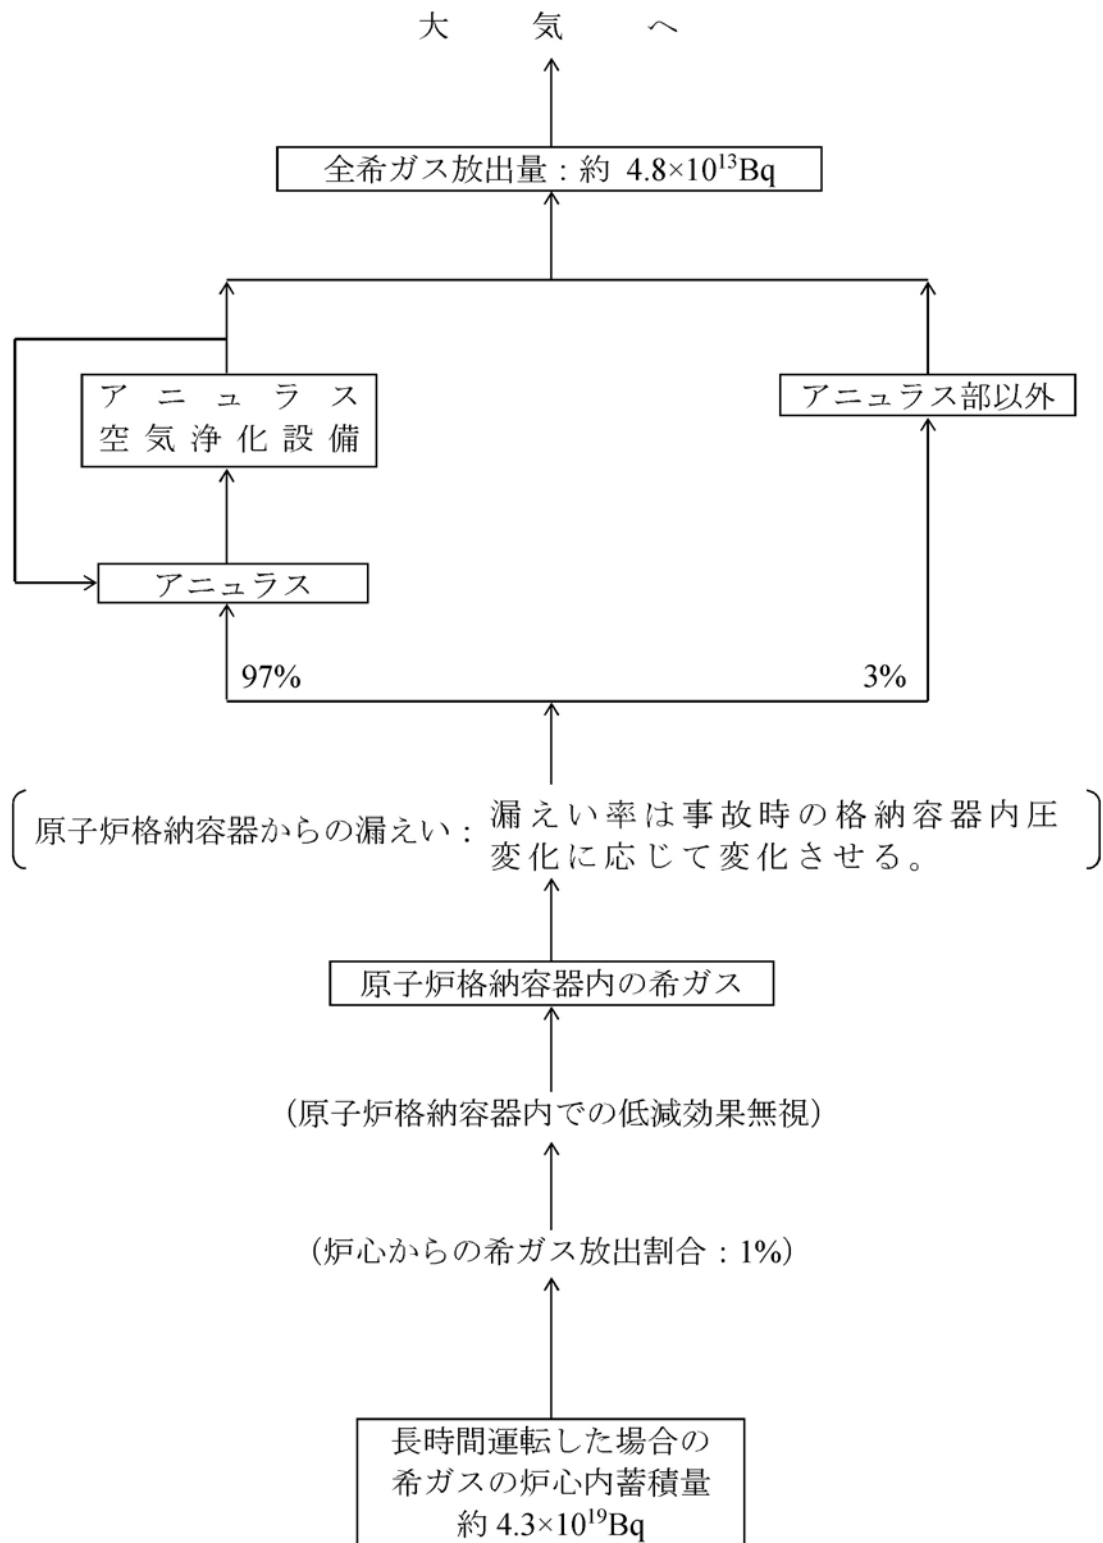 大気へ
全希ガス放出量：約 4.8×10¹³Bq
アニュラス
空気浄化設備
アニュラス部以外
アニュラス
97%
3%
原子炉格納容器からの漏えい：
漏えい率は事故時の格納容器内圧
変化に応じて変化させる。
原子炉格納容器内の希ガス
(原子炉格納容器内での低減効果無視)
(炉心からの希ガス放出割合：1%)
長時間運転した場合の
希ガスの炉心内蓄積量
約 4.3×10¹⁹Bq